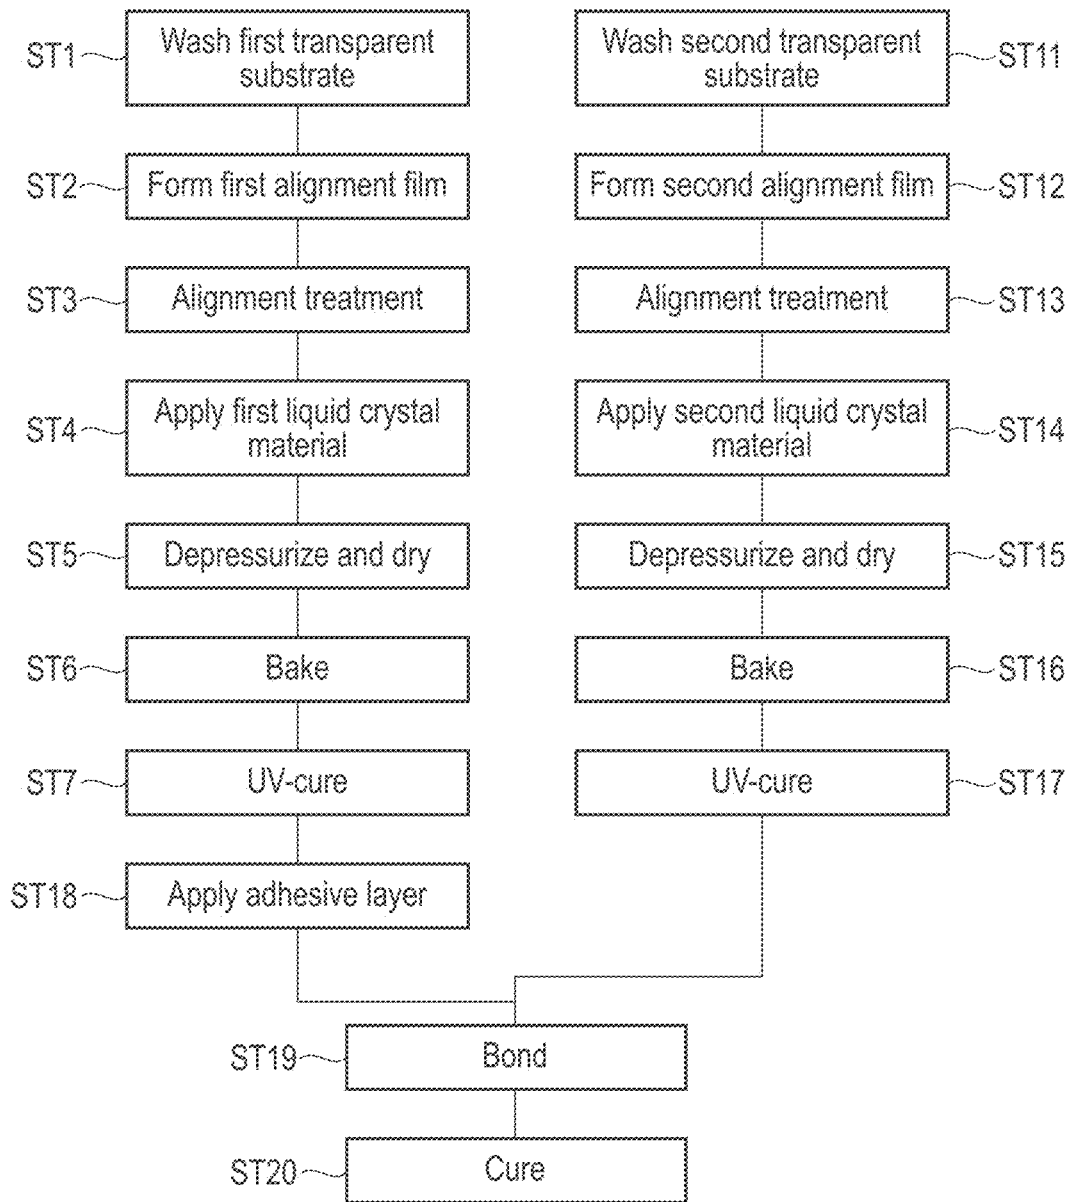 ST1
Wash first transparent
substrate
ST2
Form first alignment film
ST3
Alignment treatment
ST4
Apply first liquid crystal
material
ST5
Depressurize and dry
ST6
Bake
ST7
UV-cure
ST18
Apply adhesive layer
Wash second transparent
substrate
ST11
Form second alignment film
ST12
Alignment treatment
ST13
Apply second liquid crystal
material
ST14
Depressurize and dry
ST15
Bake
ST16
UV-cure
ST17
ST19
Bond
ST20
Cure